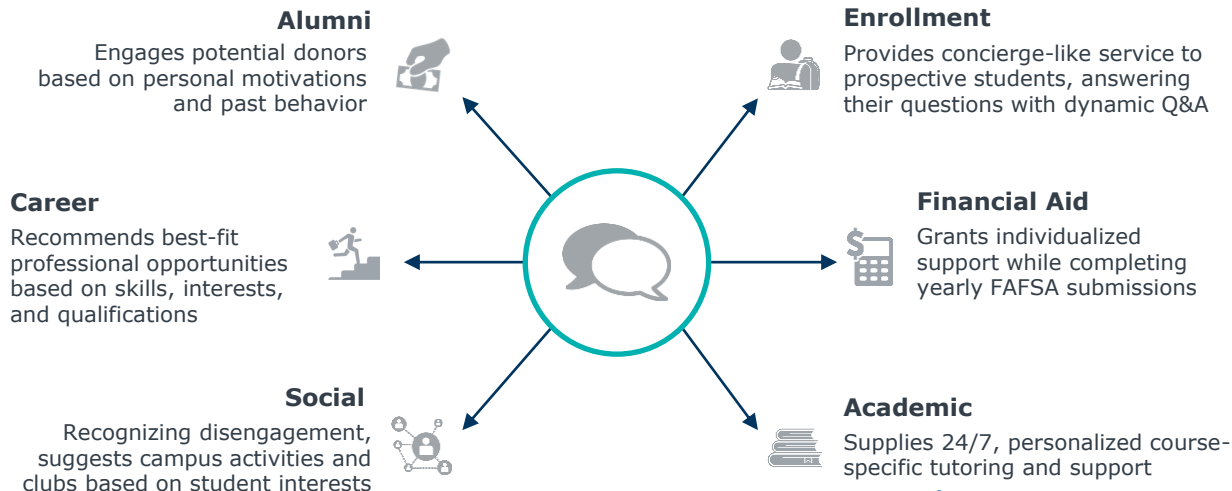 Alumni
Engages potential donors
based on personal motivations
and past behavior
Enrollment
Provides concierge-like service to
prospective students, answering
their questions with dynamic Q&A
Career
Recommends best-fit
professional opportunities
based on skills, interests,
and qualifications
Financial Aid
Grants individualized
support while completing
yearly FAFSA submissions
Social
Recognizing disengagement,
suggests campus activities and
clubs based on student interests
Academic
Supplies 24/7, personalized course-
specific tutoring and support